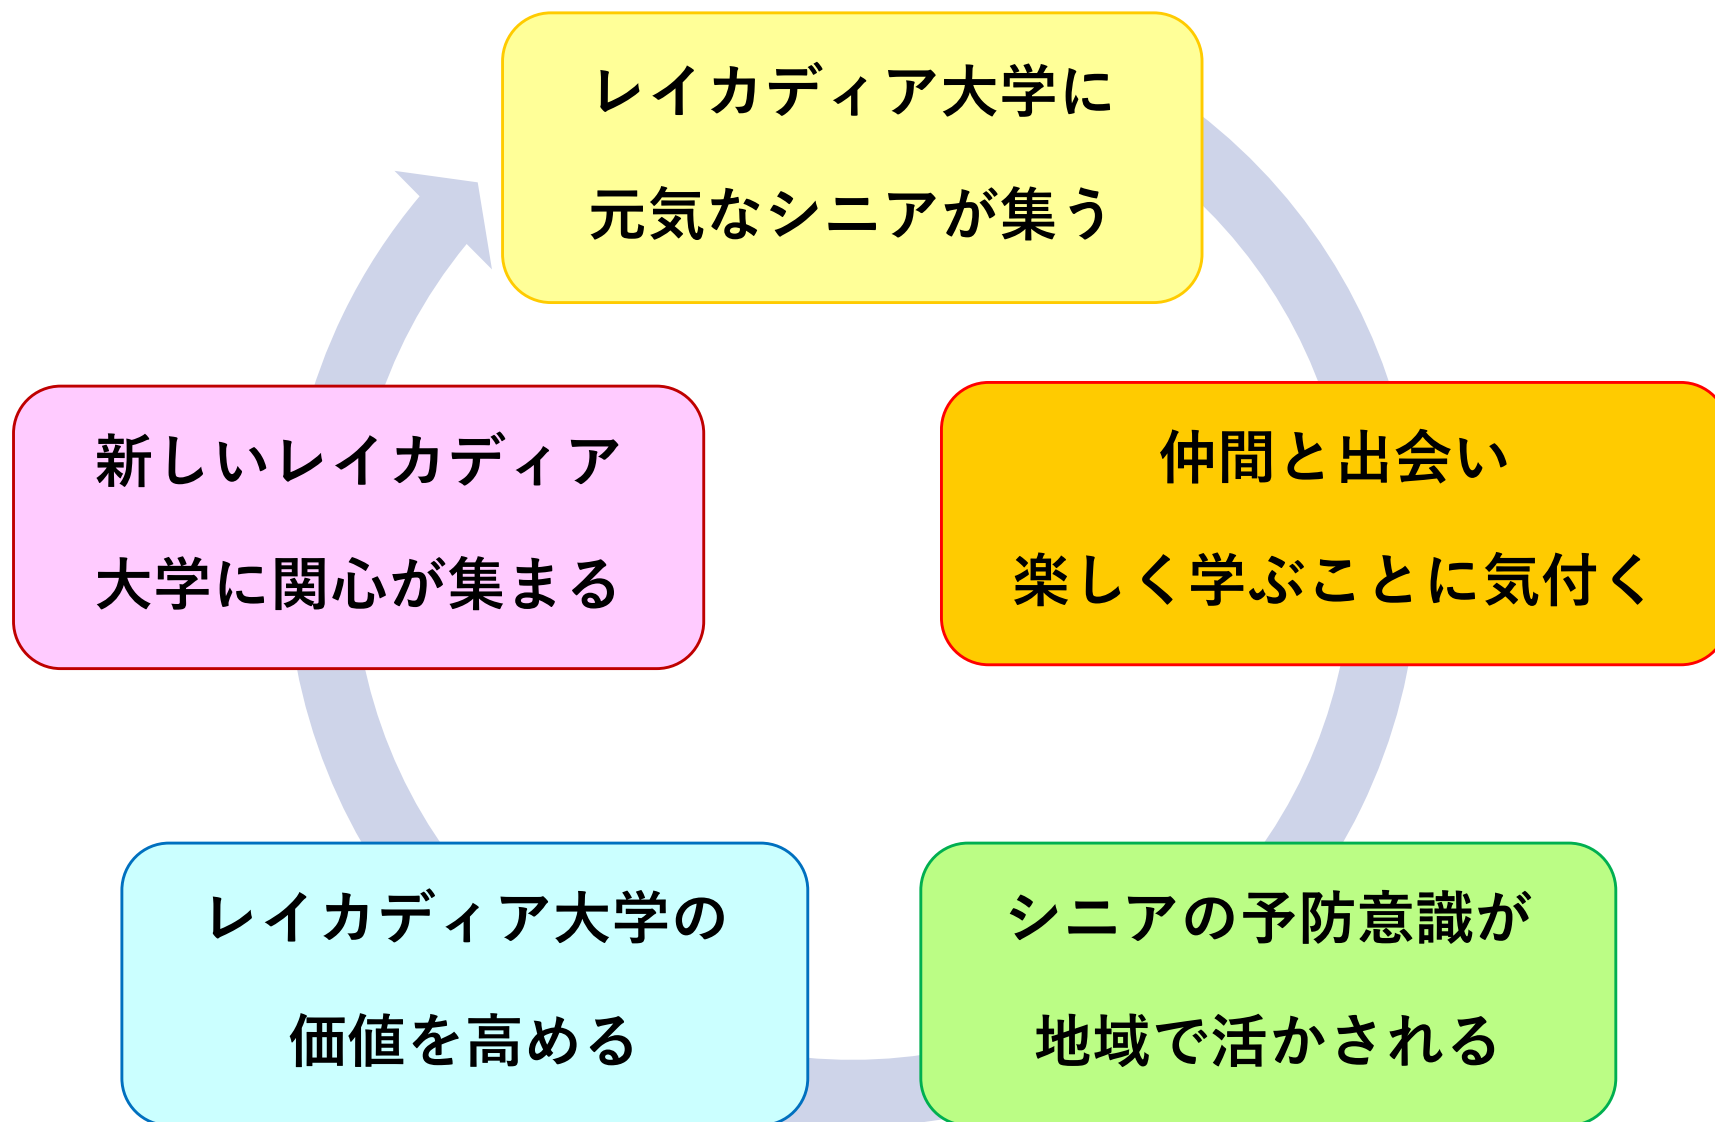 レイカディア大学に
元気なシニアが集う
仲間と出会い
楽しく学ぶことに気付く
シニアの予防意識が
地域で活かされる
レイカディア大学の
価値を高める
新しいレイカディア
大学に関心が集まる